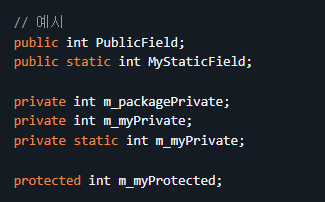 // 예시
public int PublicField;
public static int MyStaticField;
private int m_packagePrivate;
private int m_myPrivate;
private static int m_myPrivate;
protected int m_myProtected;